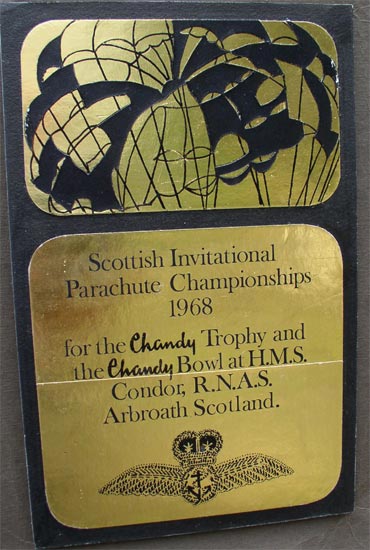 Scottish Invitational
Parachute Championships
1968
for the Chandy Trophy and
the Chandy Bowl at H.M.S.
Condor, R.N.A.S.
Arbroath Scotland.